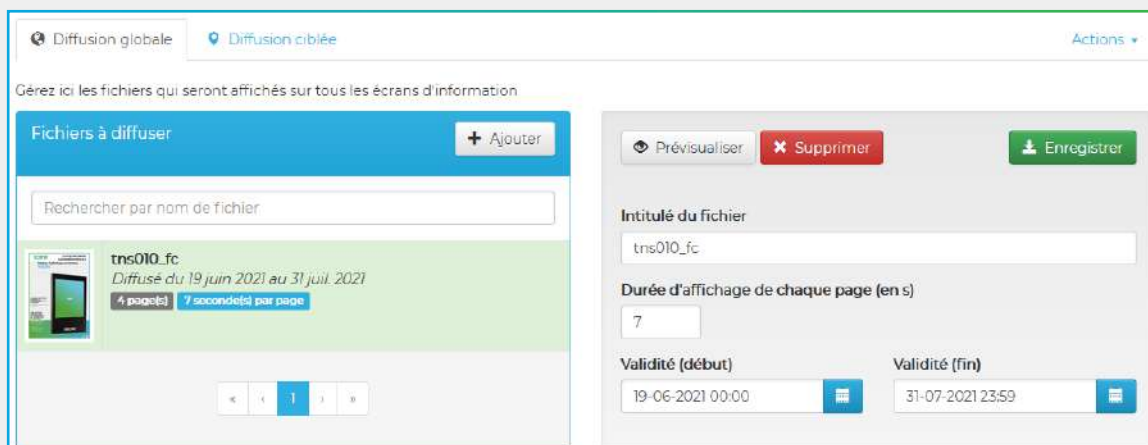 Diffusion globale
Diffusion ciblée
Actions
Gérez ici les fichiers qui seront affichés sur tous les écrans d'information
Fichiers à diffuser
Ajouter
Rechercher par nom de fichier
tns010_fc
Diffusé du 19 juin 2021 au 31 juil. 2021
4 page(s) 7 seconde(s) par page
« ‹ 1 › »
Prévisualiser
Supprimer
Enregistrer
Intitulé du fichier
tns010_fc
Durée d'affichage de chaque page (en s)
7
Validité (début)
19-06-2021 00:00
Validité (fin)
31-07-2021 23:59